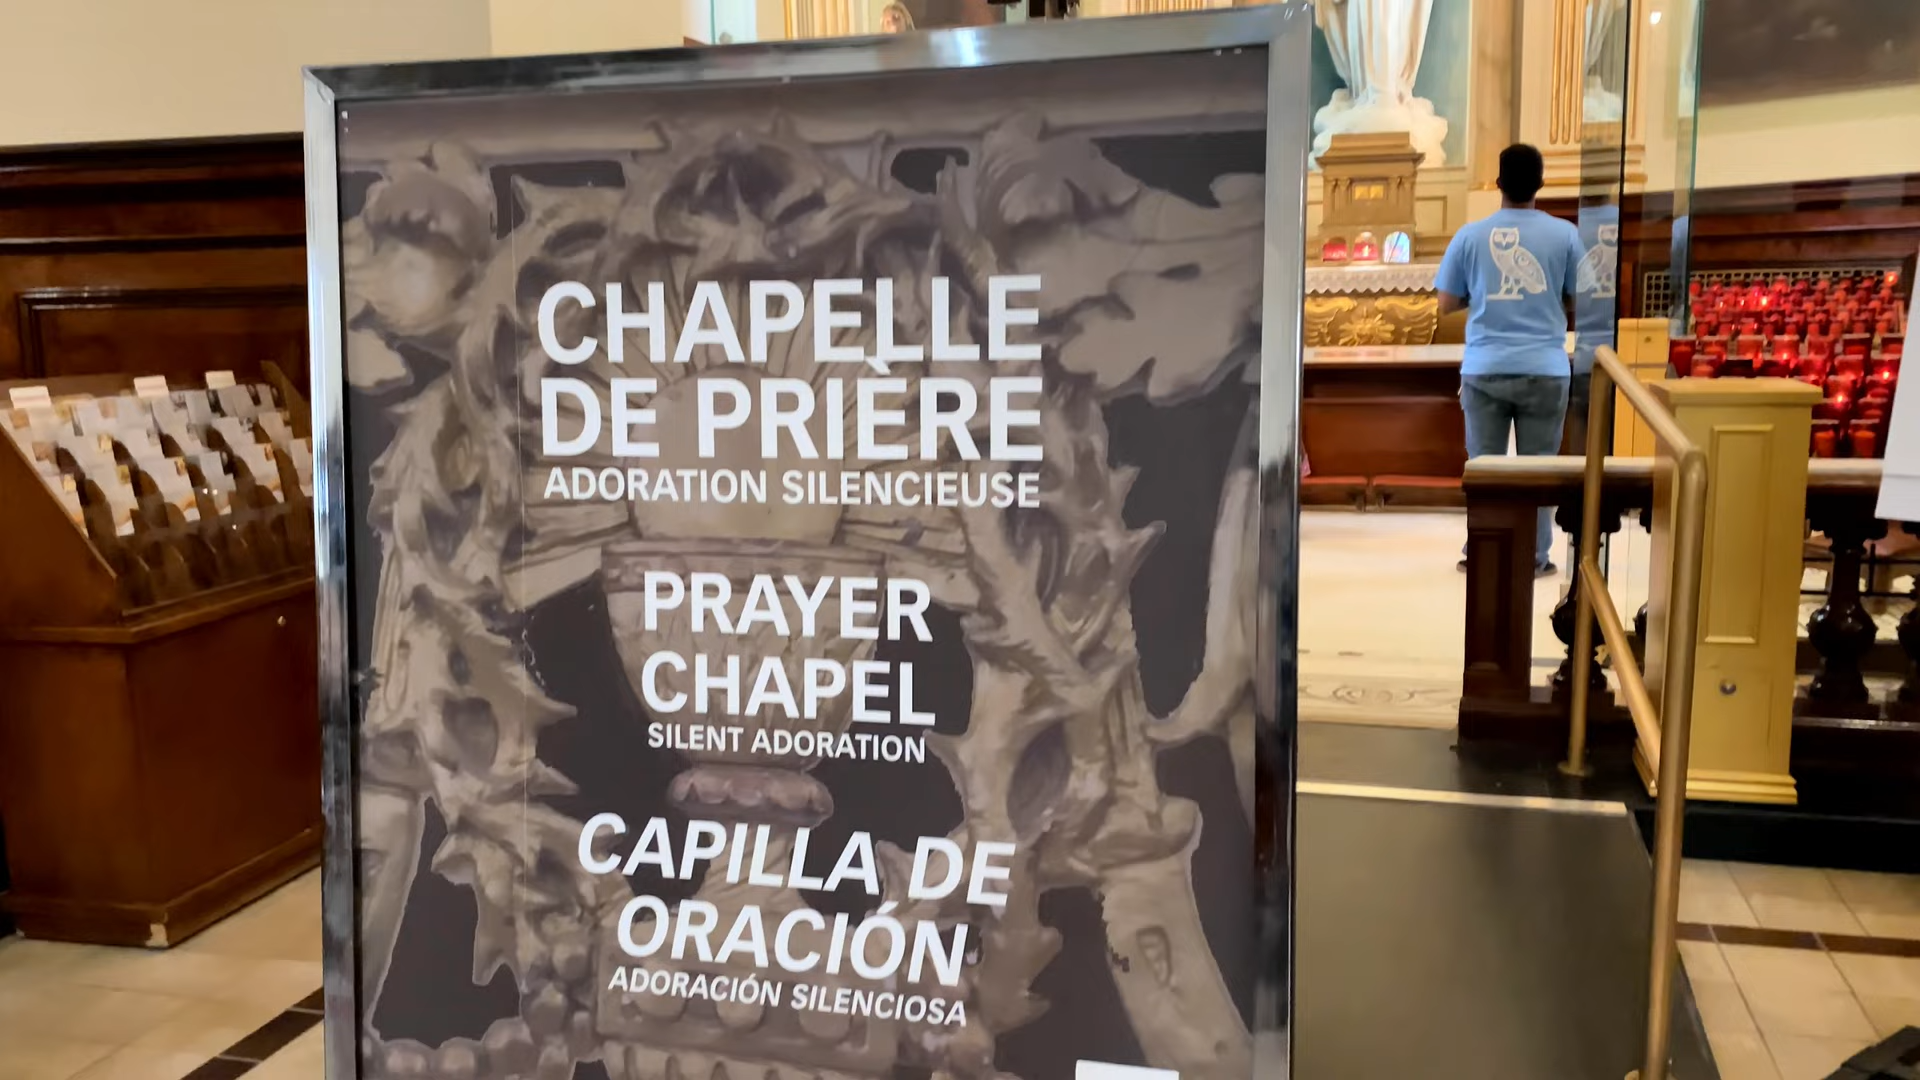 CHAPELLE
DE PRIÈRE
ADORATION SILENCIEUSE
PRAYER
CHAPEL
SILENT ADORATION
CAPILLA DE
ORACIÓN
ADORACIÓN SILENCIOSA